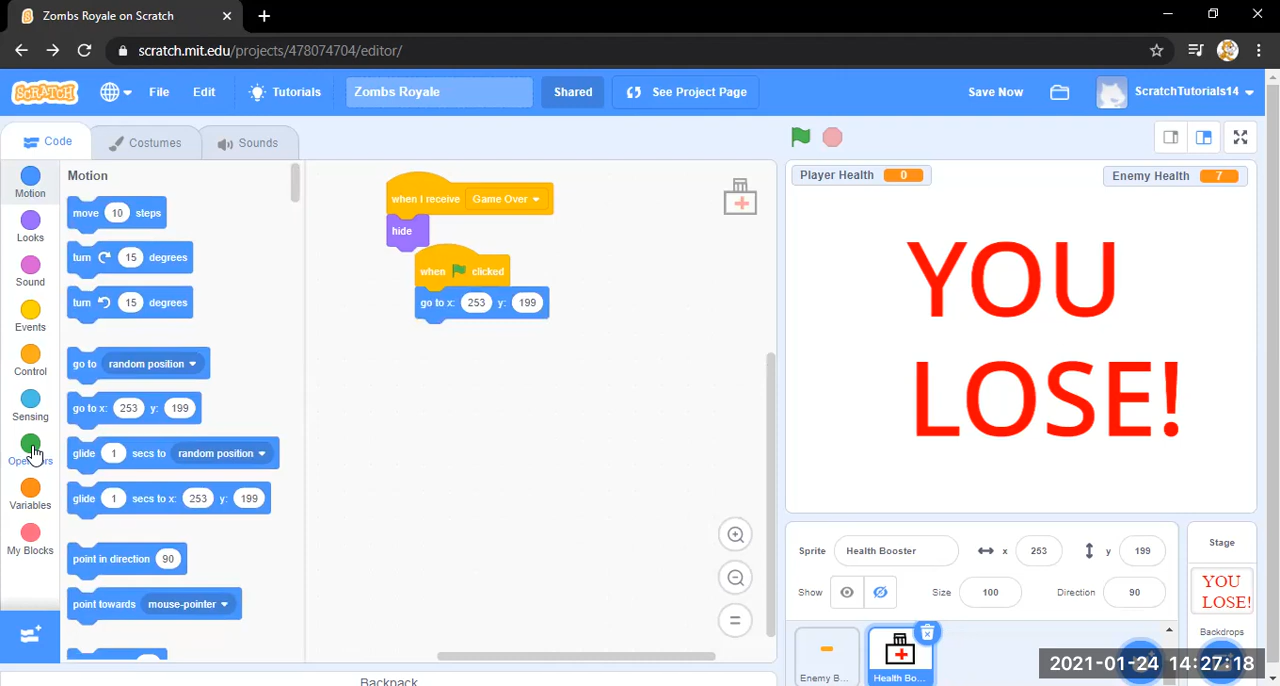 Zombs Royale on Scratch
scratch.mit.edu/projects/478074704/editor/
SCRATCH
File
Edit
Tutorials
Zombs Royale
Shared
See Project Page
Save Now
ScratchTutorials14
Code
Costumes
Sounds
Motion
Looks
Sound
Events
Control
Sensing
Variables
My Blocks
Motion
move 10 steps
turn 15 degrees
turn 15 degrees
go to random position
go to x: 253 y: 199
glide 1 secs to random position
glide 1 secs to x: 253 y: 199
point in direction 90
point towards mouse-pointer
when I receive Game Over
hide
when clicked
go to x: 253 y: 199
Player Health 0
Enemy Health 7
YOU
LOSE!
Sprite Health Booster x 253 y 199
Show Size 100 Direction 90
Enemy B...
Health Bo...
Stage
YOU
LOSE!
Backdrops
Backpack
2021-01-24 14:27:18